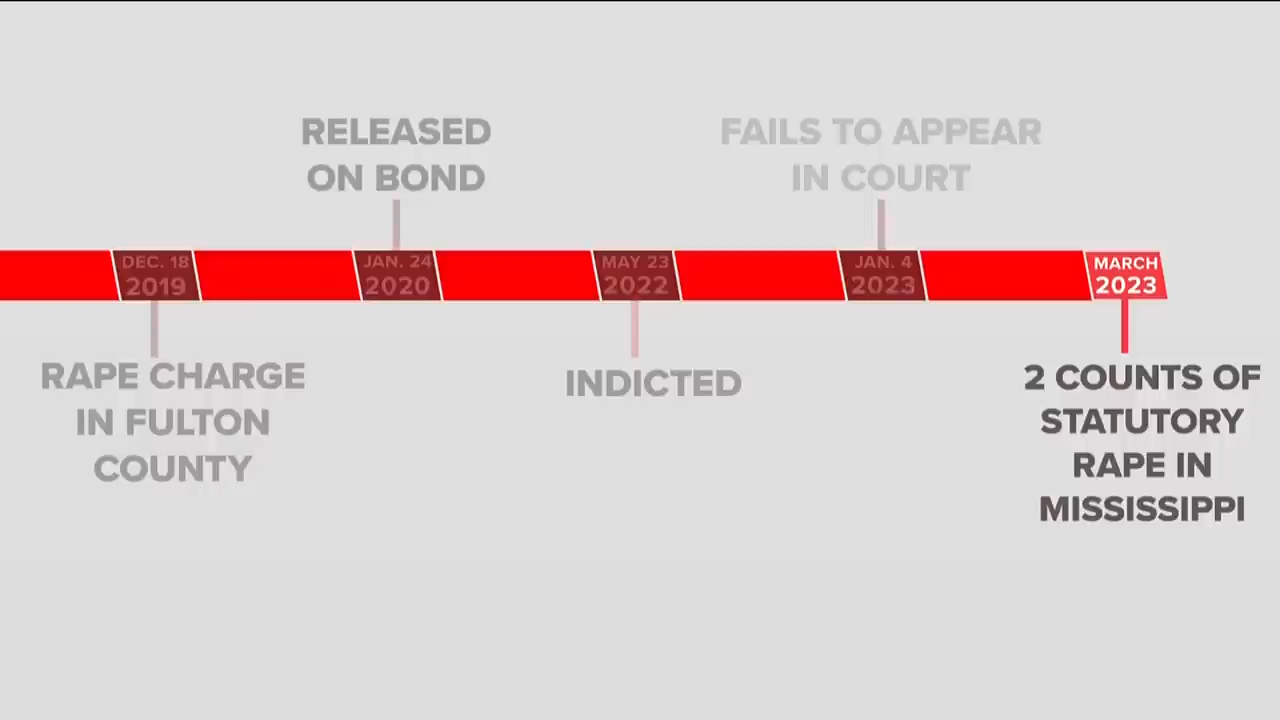 RELEASED
ON BOND
FAILS TO APPEAR
IN COURT
DEC. 18
2019
JAN. 24
2020
MAY 23
2022
JAN. 4
2023
MARCH
2023
RAPE CHARGE
IN FULTON
COUNTY
INDICTED
2 COUNTS OF
STATUTORY
RAPE IN
MISSISSIPPI